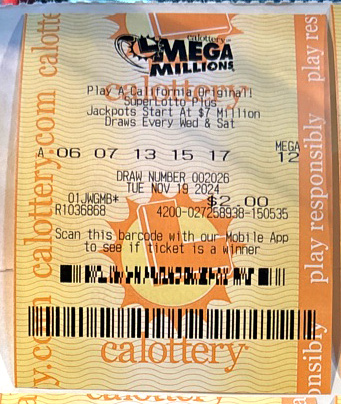 calottery
MEGA
MILLIONS
Play A California Original!
SuperLotto Plus
Jackpots Start At $7 Million
Draws Every Wed & Sat
MEGA
A 06 07 13 15 17 12
DRAW NUMBER 002026
TUE NOV 19 2024
01JWGMB* $2.00
R1036868 4200-027258938-150535
Scan this barcode with our Mobile App
to see if ticket is a winner
calottery
calottery.com calottery
play responsibly play res